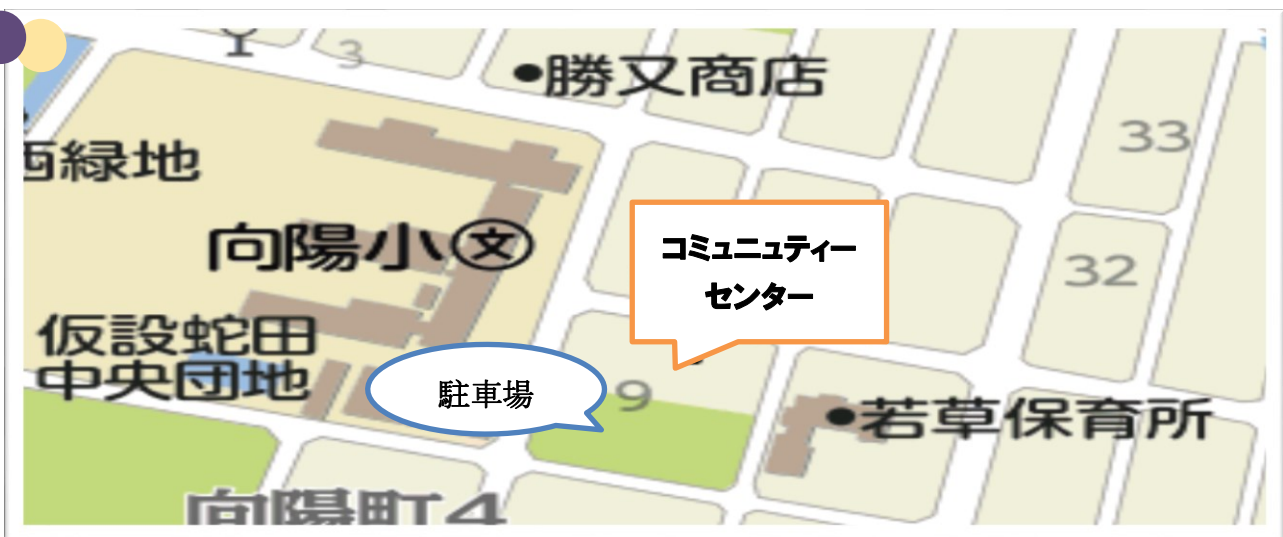 3
•勝又商店
33
西緑地
向陽小文
コミュニュティー
センター
32
仮設蛇田
中央団地
駐車場
9
•若草保育所
向陽町4